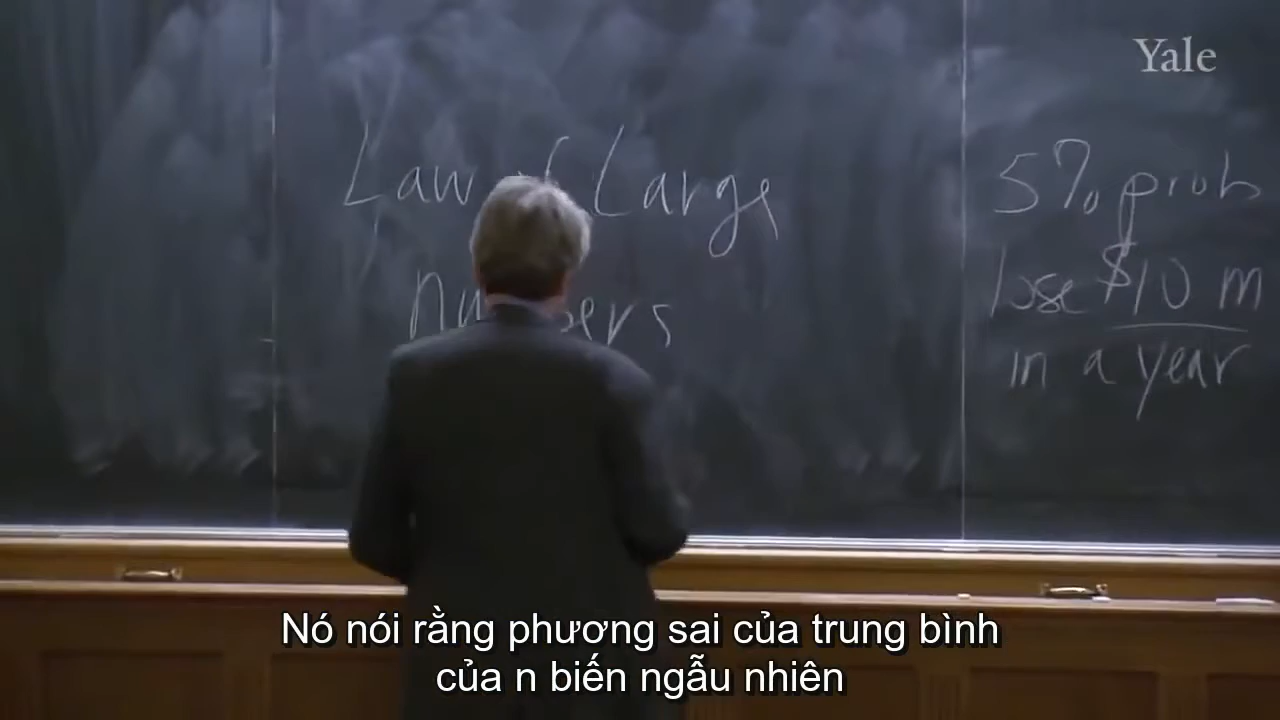 Yale
Law of Large
numbers
5% prob
lose $10 m
in a year
Nó nói rằng phương sai của trung bình
của n biến ngẫu nhiên